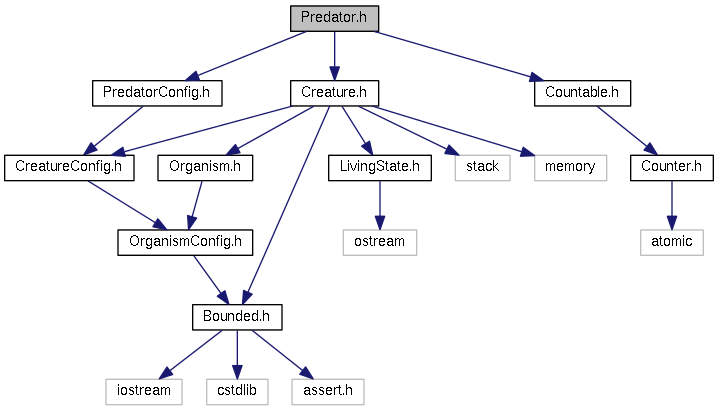 Predator.h
PredatorConfig.h
Creature.h
Countable.h
CreatureConfig.h
Organism.h
LivingState.h
stack
memory
Counter.h
OrganismConfig.h
ostream
atomic
Bounded.h
iostream
cstdlib
assert.h